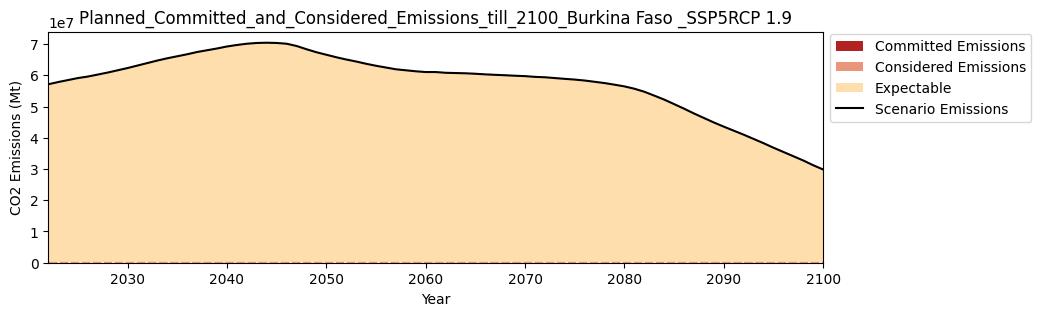 Planned_Committed_and_Considered_Emissions_till_2100_Burkina Faso _SSP5RCP 1.9
1e7
7
6
5
4
3
2
1
0
CO2 Emissions (Mt)
2030 2040 2050 2060 2070 2080 2090 2100
Year
Committed Emissions
Considered Emissions
Expectable
Scenario Emissions